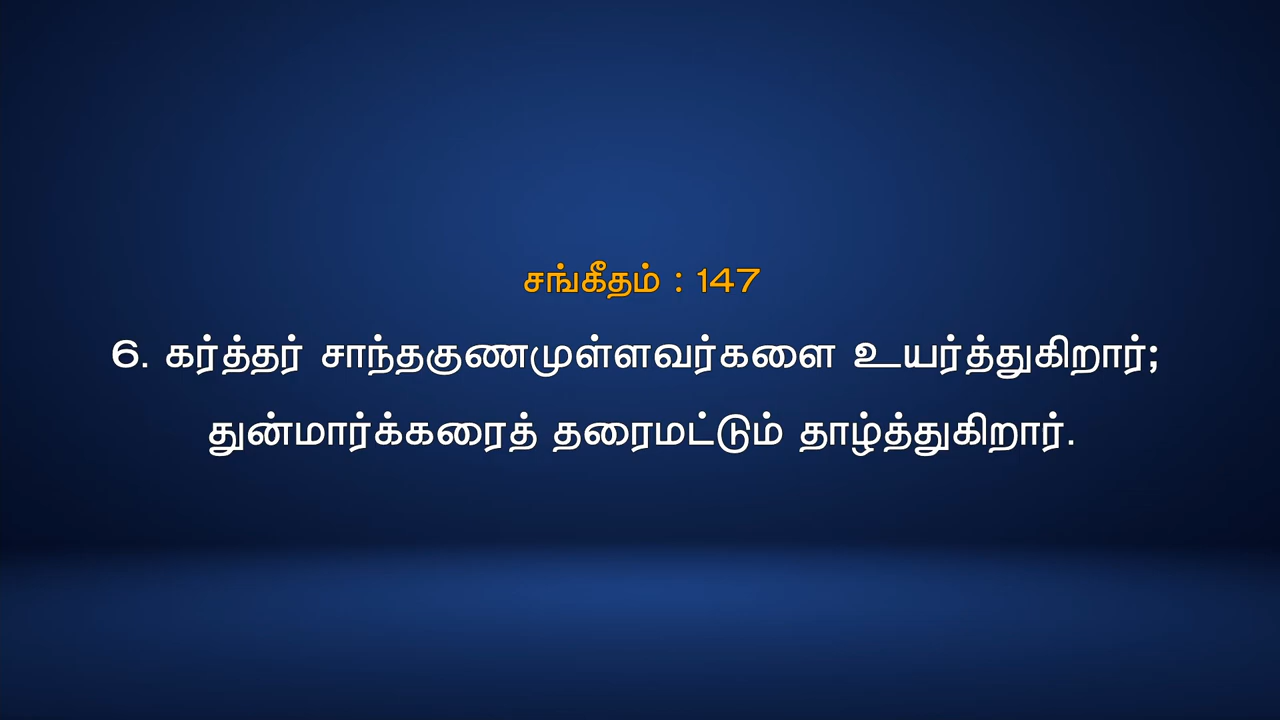 சங்கீதம் : 147
6. கர்த்தர் சாந்தகுணமுள்ளவர்களை உயர்த்துகிறார்;
துன்மார்க்கரைத் தரைமட்டும் தாழ்த்துகிறார்.